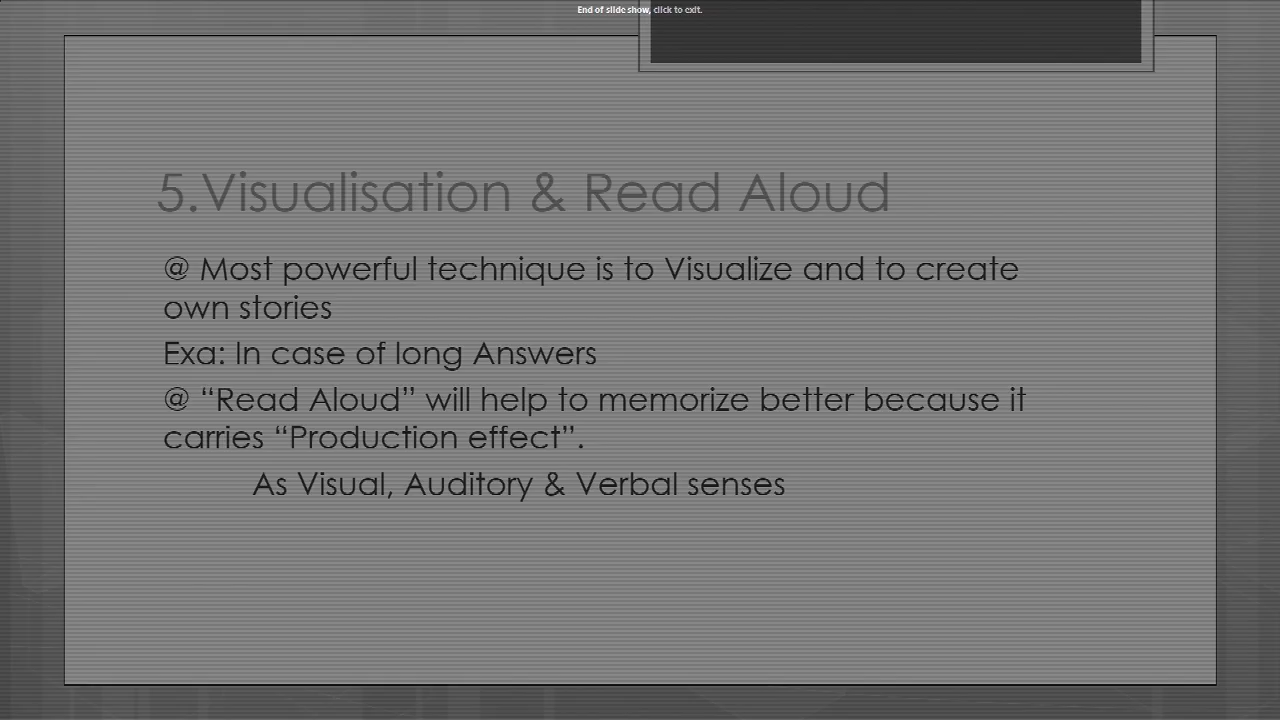 End of slide show, click to exit.
5.Visualisation & Read Aloud
@ Most powerful technique is to Visualize and to create
own stories
Exa: In case of long Answers
@ “Read Aloud” will help to memorize better because it
carries “Production effect”.
As Visual, Auditory & Verbal senses